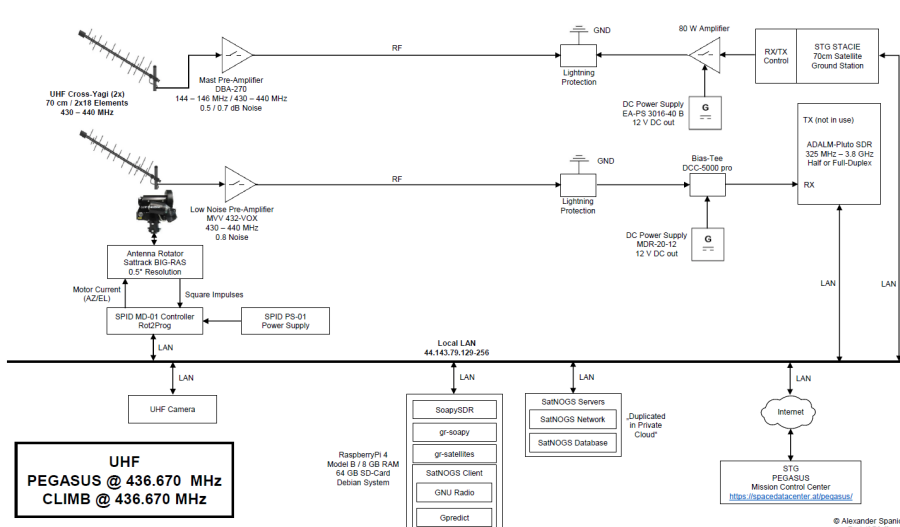 GND
80 W Amplifier
RF
Mast Pre-Amplifier
DBA-270
144 – 146 MHz / 430 – 440 MHz
0.5 / 0.7 dB Noise
UHF Cross-Yagi (2x)
70 cm / 2x18 Elements
430 – 440 MHz
Lightning
Protection
RX/TX
Control
STG STACIE
70cm Satellite
Ground Station
DC Power Supply
EA-PS 3016-40 B
12 V DC out
G
TX (not in use)
ADALM-Pluto SDR
325 MHz – 3.8 GHz
Half or Full-Duplex
RX
RF
GND
Bias-Tee
DCC-5000 pro
Lightning
Protection
Low Noise Pre-Amplifier
MVV 432-VOX
430 – 440 MHz
0.8 Noise
DC Power Supply
MDR-20-12
12 V DC out
G
Antenna Rotator
Sattrack BIG-RAS
0.5° Resolution
Motor Current
(AZ/EL)
Square Impulses
LAN
LAN
SPID MD-01 Controller
Rot2Prog
SPID PS-01
Power Supply
LAN
Local LAN
44.143.79.129-256
LAN
LAN
LAN
LAN
UHF Camera
RaspberryPi 4
Model B / 8 GB RAM
64 GB SD-Card
Debian System
SoapySDR
gr-soapy
gr-satellites
SatNOGS Client
GNU Radio
Gpredict
SatNOGS Servers
SatNOGS Network
SatNOGS Database
„Duplicated
in Private
Cloud"
Internet
STG
PEGASUS
Mission Control Center
https://spacedatacenter.at/pegasus/
UHF
PEGASUS @ 436.670 MHz
CLIMB @ 436.670 MHz
© Alexander Spani